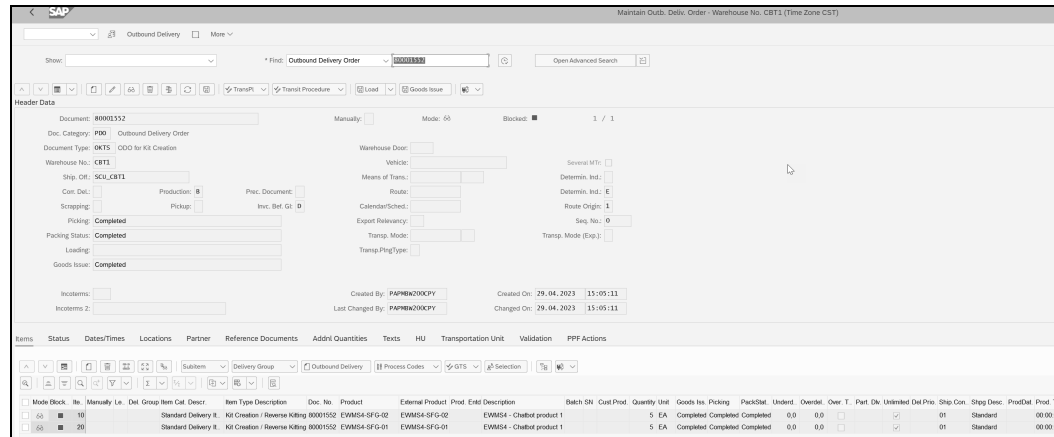 SAP Maintain Outb. Deliv. Order - Warehouse No. CBT1 (Time Zone CST)
Outbound Delivery More
Show: * Find: Outbound Delivery Order 80001552 Open Advanced Search
TransPl Transit Procedure Load Goods Issue
Header Data
Document: 80001552 Manually: Mode: Blocked: 1 / 1
Doc. Category: PDO Outbound Delivery Order
Document Type: OKTS ODO for Kit Creation Warehouse Door:
Warehouse No.: CBT1 Vehicle: Several MTr:
Ship. Off.: SCU_CBT1 Means of Trans.: Determin. Ind.:
Corr. Del.: Production: B Prec. Document: Route: Determin. Ind.: E
Scrapping: Pickup: Invc. Bef. GI: D Calendar/Sched.: Route Origin: 1
Picking: Completed Export Relevancy: Seq. No.: 0
Packing Status: Completed Transp. Mode: Transp. Mode (Exp.):
Loading: Transp.PlngType:
Goods Issue: Completed
Incoterms: Created By: PAPMBW200CPY Created On: 29.04.2023 15:05:11
Incoterms 2: Last Changed By: PAPMBW200CPY Changed On: 29.04.2023 15:05:11
Items Status Dates/Times Locations Partner Reference Documents Addnl Quantities Texts HU Transportation Unit Validation PPF Actions
Subitem Delivery Group Outbound Delivery Process Codes GTS Selection
Mode Block. Ite.. Manually Le.. Del. Group Item Cat. Descr. Item Type Description Doc. No. Product External Product Prod. Entd Description Batch SN Cust.Prod. Quantity Unit Goods Iss. Picking PackStat. Underd.. Overdel. Over. T.. Part. Dlv. Unlimited Del.Prio. Ship.Con. Shpg Desc. ProdDat. Prod.
10 Standard Delivery It.. Kit Creation / Reverse Kitting 80001552 EWMS4-SFG-02 EWMS4-SFG-02 EWMS4 - Chatbot product 1 5 EA Completed Completed Completed 0,0 0,0 01 Standard 00:00:
20 Standard Delivery It.. Kit Creation / Reverse Kitting 80001552 EWMS4-SFG-01 EWMS4-SFG-01 EWMS4 - Chatbot product 1 5 EA Completed Completed Completed 0,0 0,0 01 Standard 00:00: